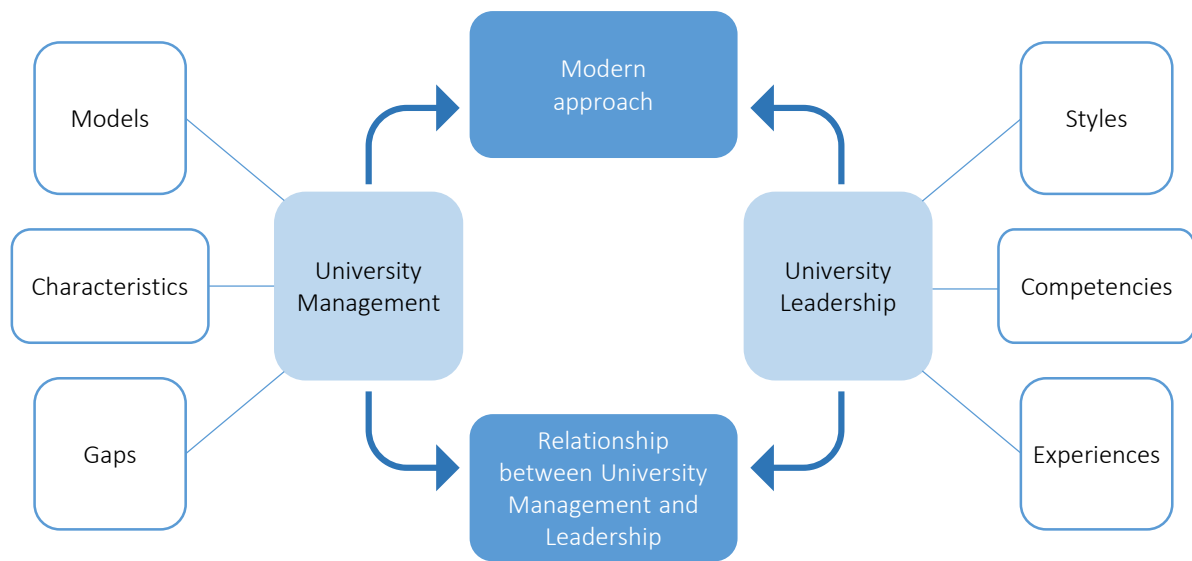 Modern
approach
Models
Characteristics
Gaps
University
Management
University
Leadership
Styles
Competencies
Experiences
Relationship
between University
Management and
Leadership